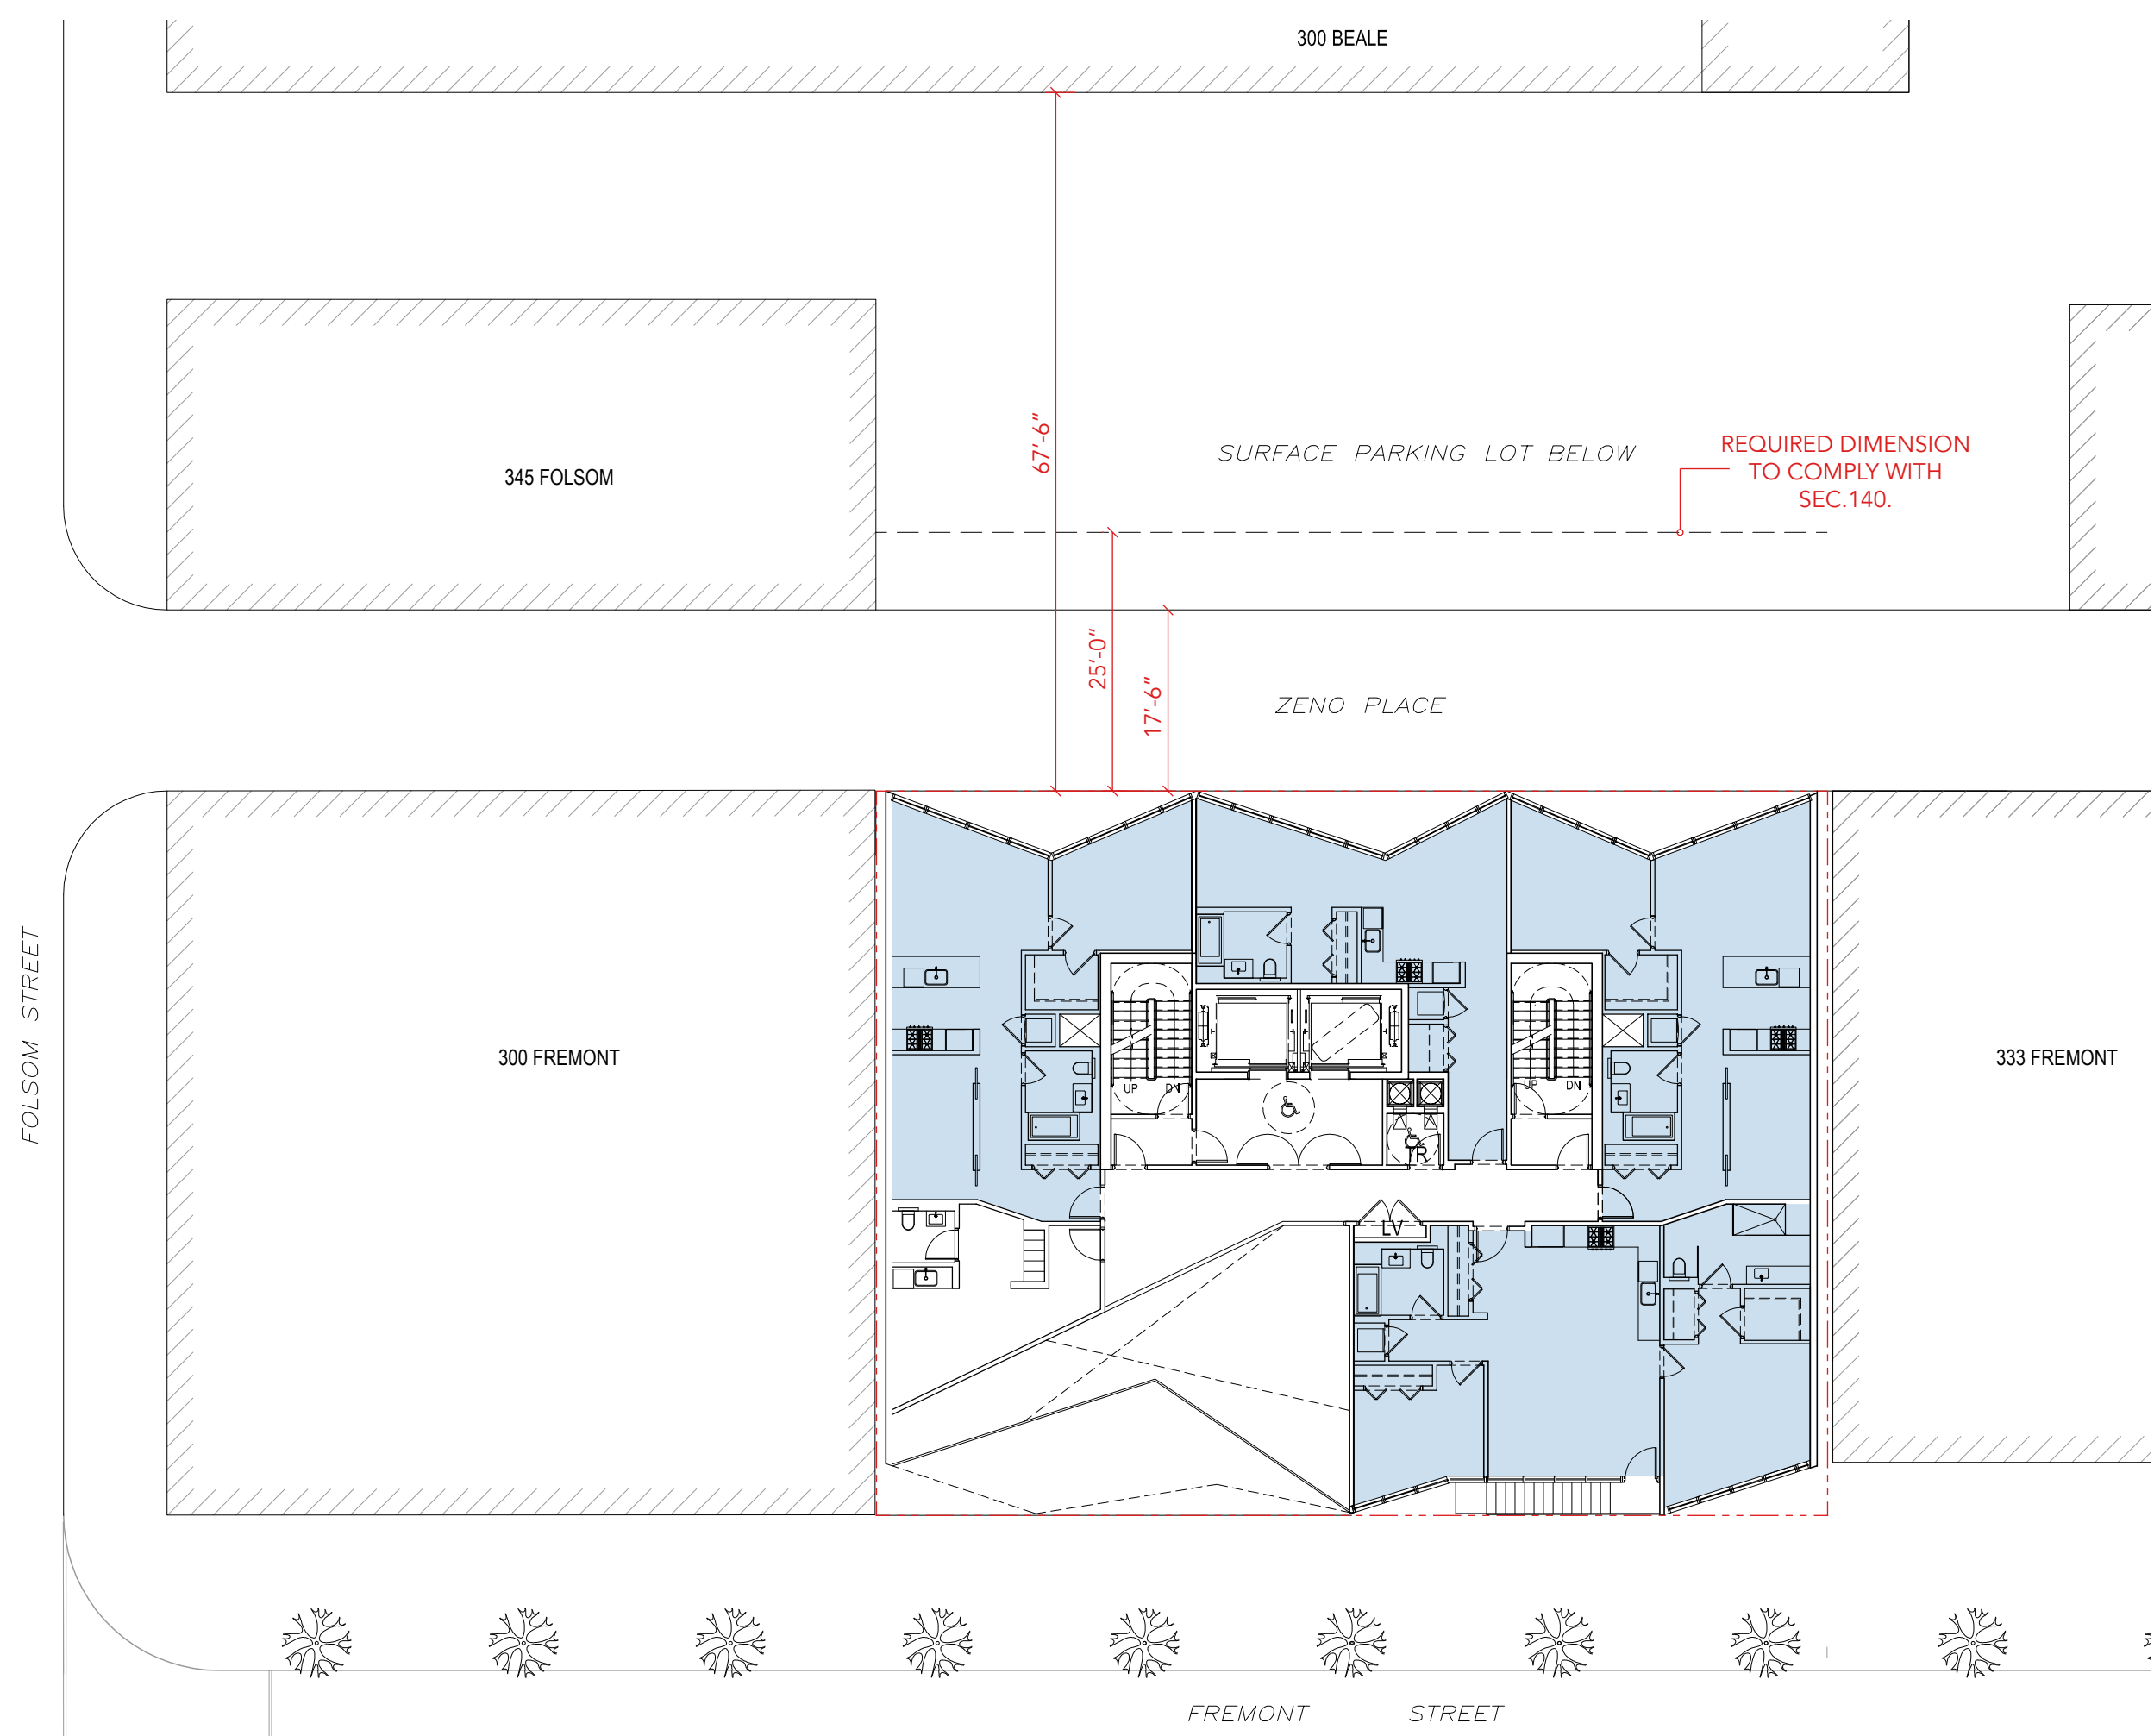 300 BEALE
67'-6"
SURFACE PARKING LOT BELOW
REQUIRED DIMENSION
TO COMPLY WITH
SEC.140.
345 FOLSOM
25'-0"
17'-6"
ZENO PLACE
FOLSOM STREET
300 FREMONT
333 FREMONT
UP DN
UP DN
TR
LV
FREMONT STREET